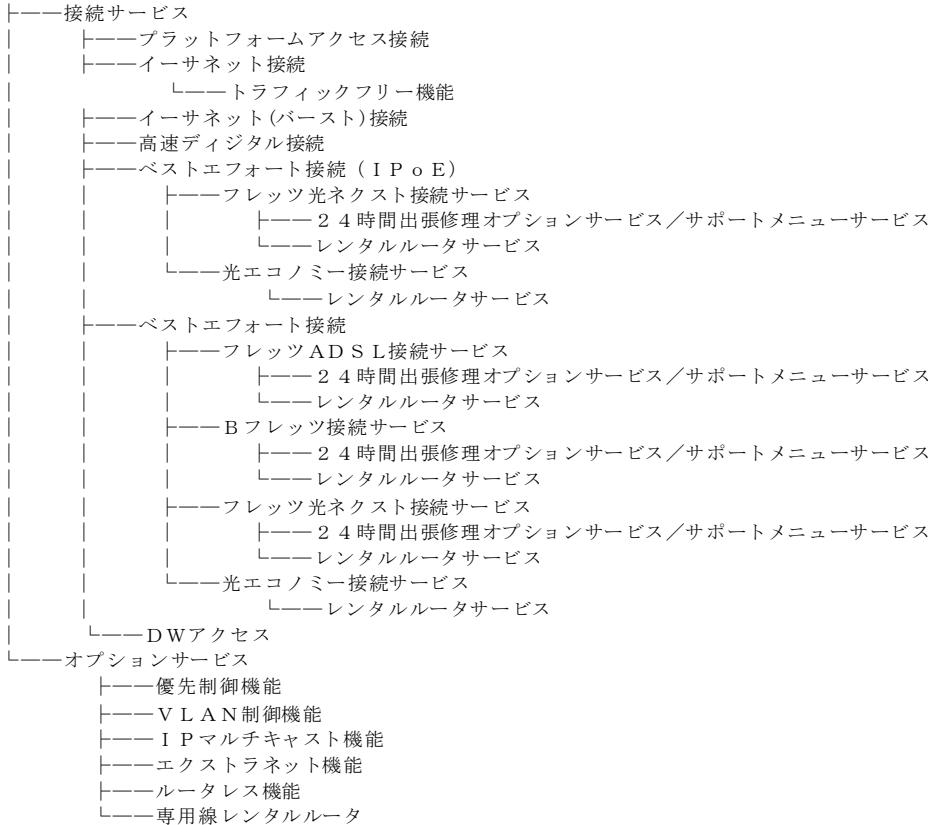 ├──接続サービス
│　　├──プラットフォームアクセス接続
│　　├──イーサネット接続
│　　　　　└──トラフィックフリー機能
│　　├──イーサネット(バースト)接続
│　　├──高速ディジタル接続
│　　├──ベストエフォート接続（ＩＰｏＥ）
│　　│　　├──フレッツ光ネクスト接続サービス
│　　│　　│　　├──２４時間出張修理オプションサービス／サポートメニューサービス
│　　│　　│　　└──レンタルルータサービス
│　　│　　└──光エコノミー接続サービス
│　　│　　　　　└──レンタルルータサービス
│　　├──ベストエフォート接続
│　　│　　├──フレッツＡＤＳＬ接続サービス
│　　│　　│　　├──２４時間出張修理オプションサービス／サポートメニューサービス
│　　│　　│　　└──レンタルルータサービス
│　　│　　├──Ｂフレッツ接続サービス
│　　│　　│　　├──２４時間出張修理オプションサービス／サポートメニューサービス
│　　│　　│　　└──レンタルルータサービス
│　　│　　├──フレッツ光ネクスト接続サービス
│　　│　　│　　├──２４時間出張修理オプションサービス／サポートメニューサービス
│　　│　　│　　└──レンタルルータサービス
│　　│　　└──光エコノミー接続サービス
│　　│　　　　　└──レンタルルータサービス
│　　└──ＤＷアクセス
└──オプションサービス
　　　├──優先制御機能
　　　├──ＶＬＡＮ制御機能
　　　├──ＩＰマルチキャスト機能
　　　├──エクストラネット機能
　　　├──ルータレス機能
　　　└──専用線レンタルルータ